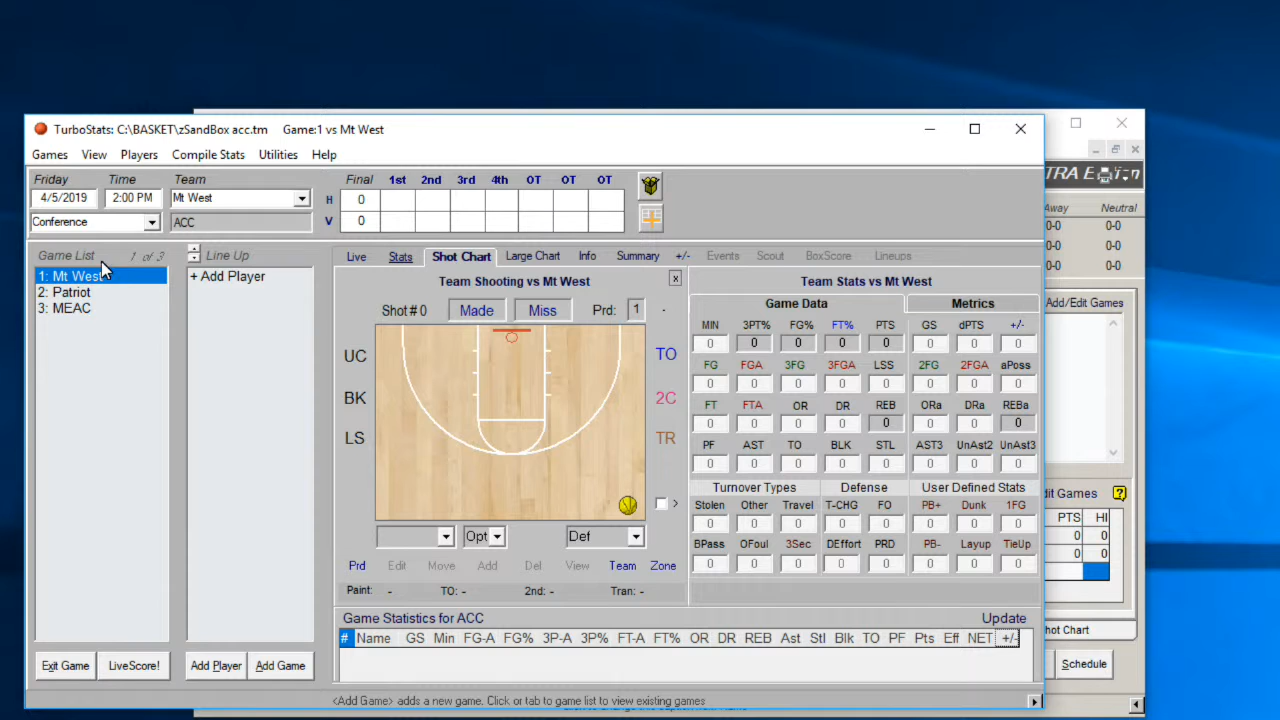 TurboStats: C:\BASKET\zSandBox acc.tm Game:1 vs Mt West
Games View Players Compile Stats Utilities Help
Friday Time Team Final 1st 2nd 3rd 4th OT OT OT
4/5/2019 2:00 PM Mt West H 0
Conference ACC V 0
Game List 1 of 3 Line Up
1: Mt West
2: Patriot
3: MEAC
+ Add Player
Live Stats Shot Chart Large Chart Info Summary +/- Events Scout BoxScore Lineups
Team Shooting vs Mt West x
Shot# 0 Made Miss Prd: 1 -
UC TO
BK 2C
LS TR
>
Opt Def
Prd Edit Move Add Del View Team Zone
Paint: - TO: - 2nd: - Tran: -
Team Stats vs Mt West
Game Data Metrics
MIN 3PT% FG% FT% PTS GS dPTS +/-
0 0 0 0 0 0 0 0
FG FGA 3FG 3FGA LSS 2FG 2FGA aPoss
0 0 0 0 0 0 0 0
FT FTA OR DR REB ORa DRa REBa
0 0 0 0 0 0 0 0
PF AST TO BLK STL AST3 UnAst2 UnAst3
0 0 0 0 0 0 0 0
Turnover Types Defense User Defined Stats
Stolen Other Travel T-CHG FO PB+ Dunk 1FG
0 0 0 0 0 0 0 0
BPass OFoul 3Sec DEffort PRD PB- Layup TieUp
0 0 0 0 0 0 0 0
Game Statistics for ACC Update
# Name GS Min FG-A FG% 3P-A 3P% FT-A FT% OR DR REB Ast Stl Blk TO PF Pts Eff NET +/-
Exit Game LiveScore! Add Player Add Game
<Add Game> adds a new game. Click or tab to game list to view existing games
Away Neutral
0-0 0-0
0-0 0-0
0-0 0-0
Add/Edit Games
dit Games ?
PTS HI
0 0
0 0
hot Chart
Schedule